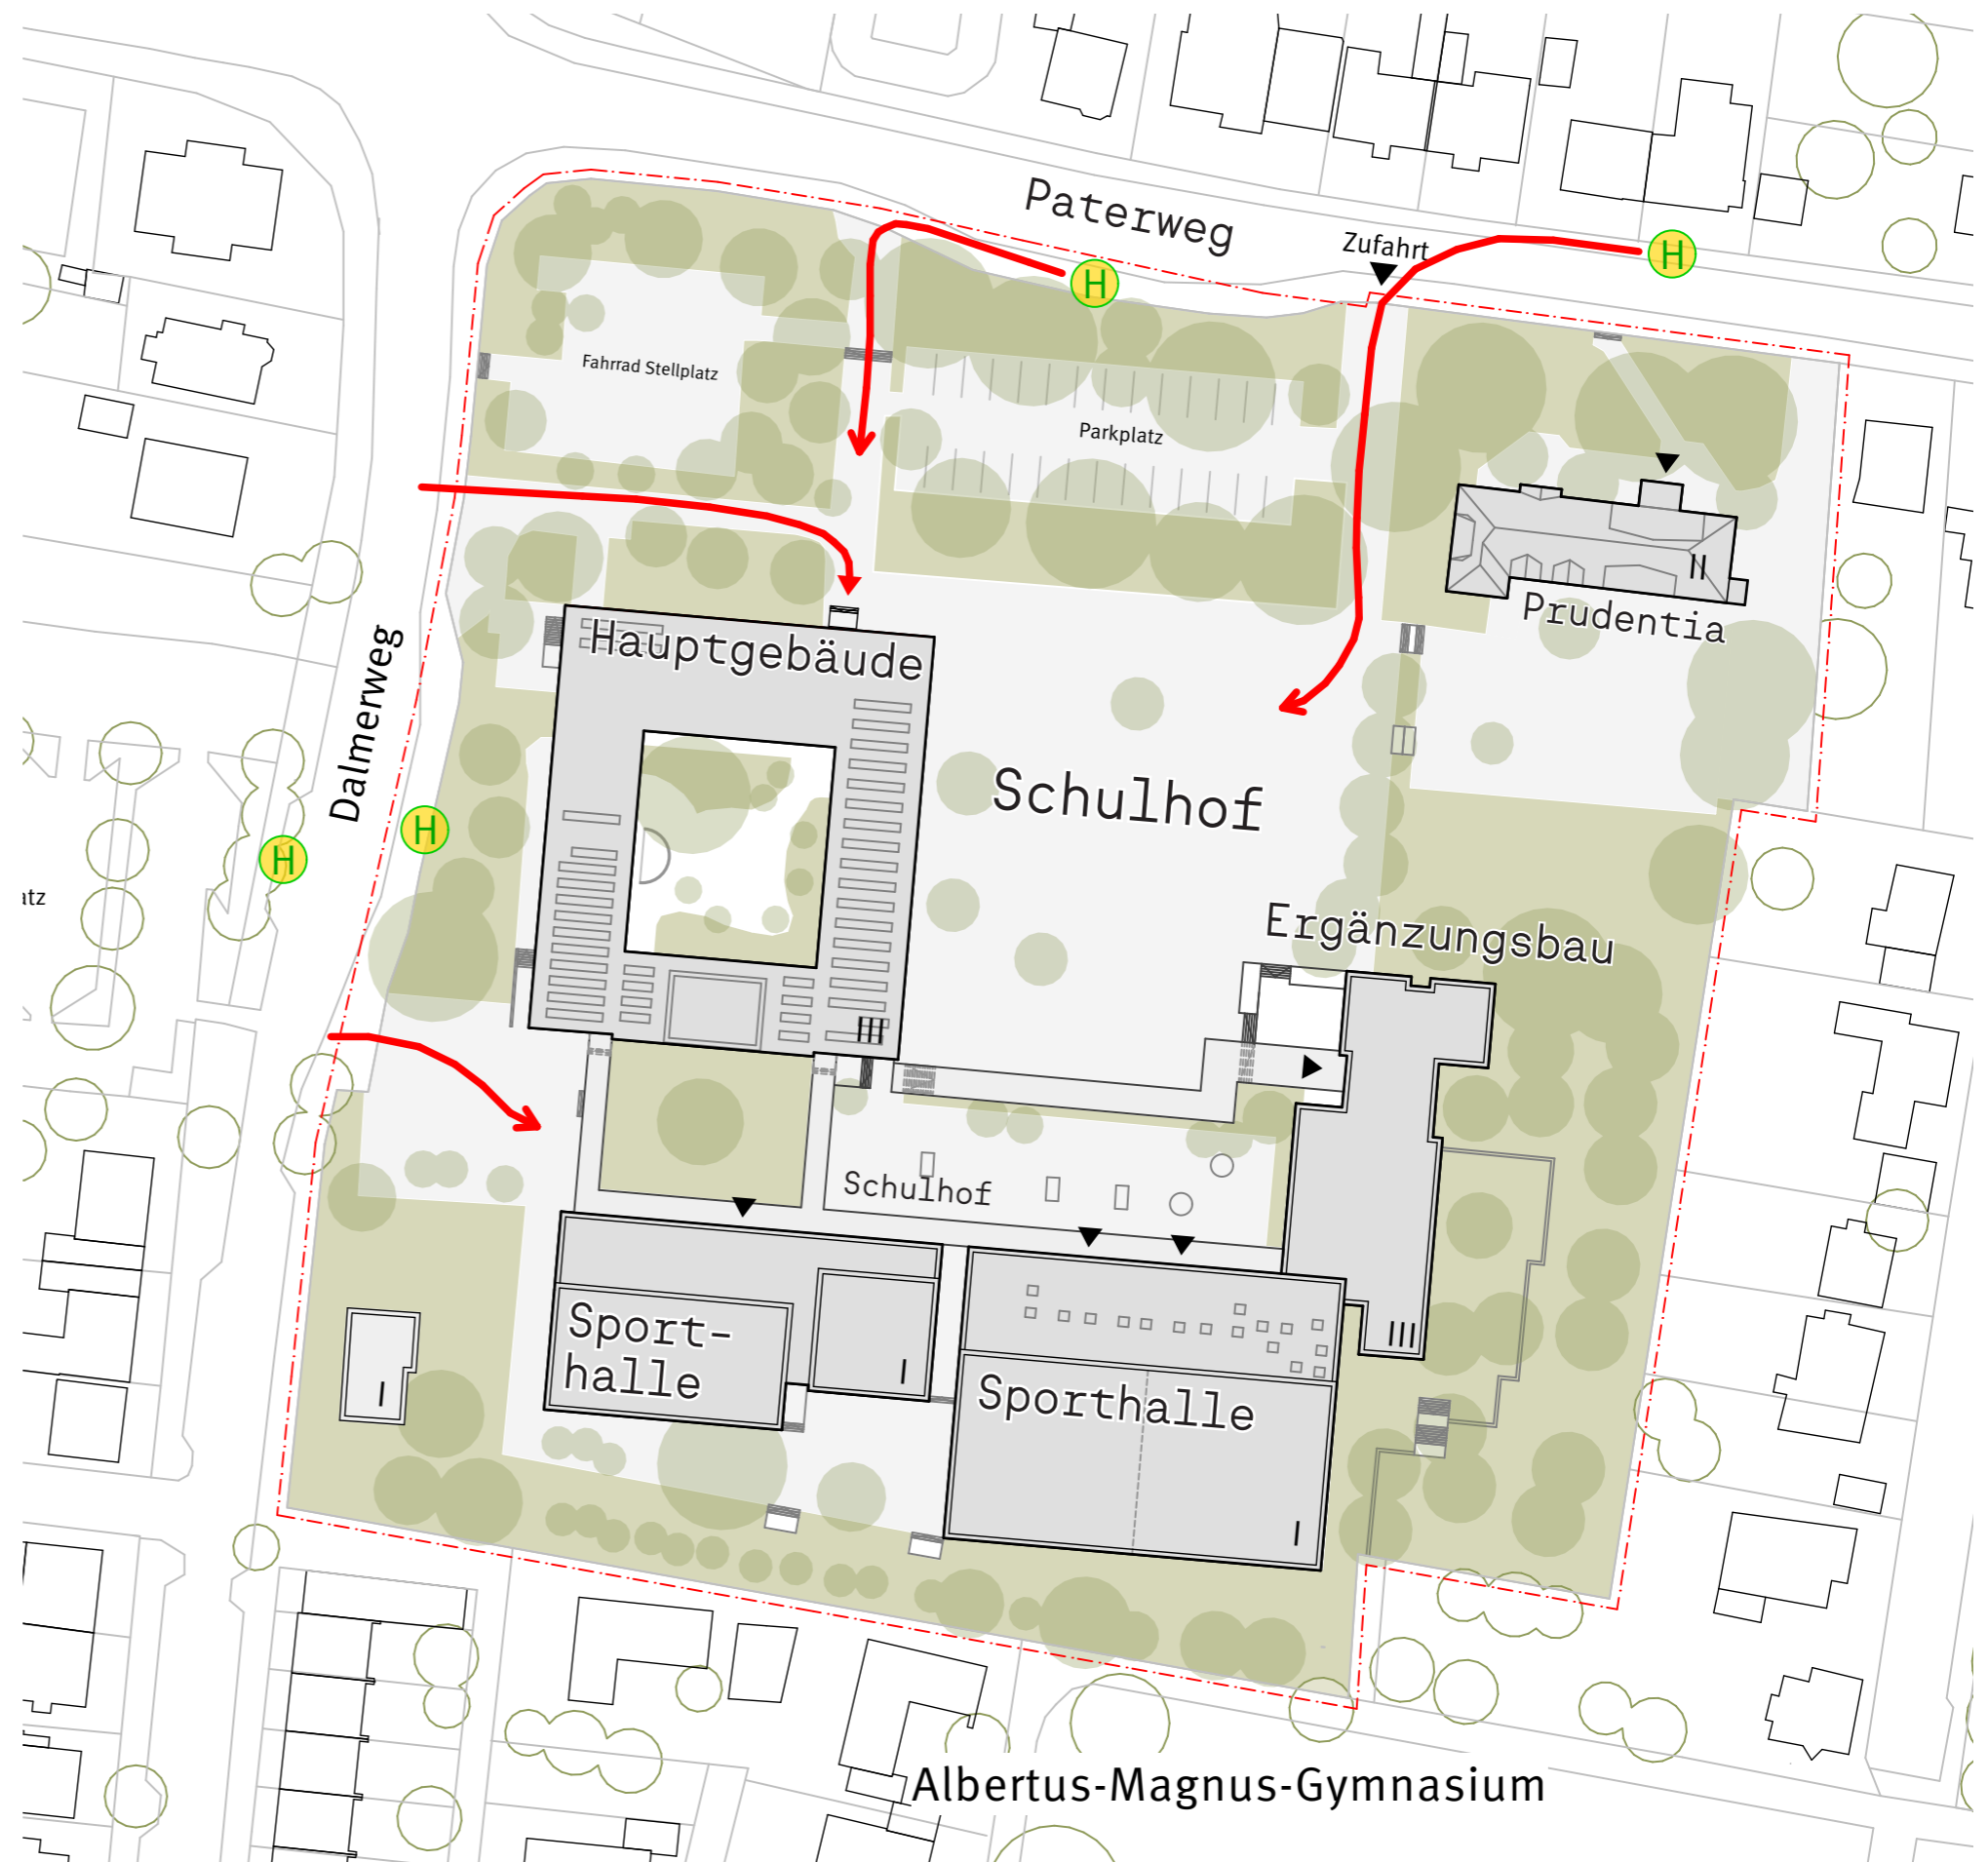 Paterweg
Zufahrt
H
H
Fahrrad Stellplatz
Parkplatz
II
Prudentia
Hauptgebäude
Dalmerweg
Schulhof
H
H
atz
Ergänzungsbau
III
Schulhof
Sport-
halle
I
I
Sporthalle
III
I
Albertus-Magnus-Gymnasium